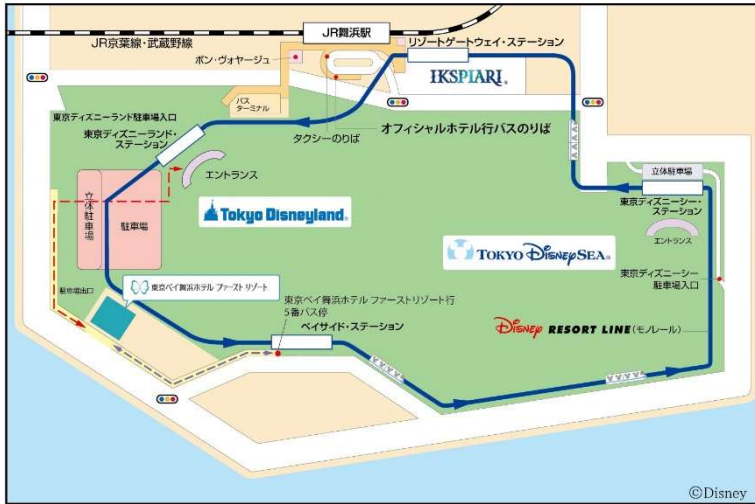 JR舞浜駅
JR京葉線・武蔵野線
リゾートゲートウェイ・ステーション
ボン・ヴォヤージュ
IKSPIARI®
バス
ターミナル
東京ディズニーランド駐車場入口
東京ディズニーランド・
ステーション
タクシーのりば
オフィシャルホテル行バスのりば
エントランス
立体駐車場
駐車場
Tokyo Disneyland®
立体駐車場
東京ディズニーシー・
ステーション
エントランス
TOKYO DISNEYSEA®
東京ディズニーシー
駐車場入口
駐車場出口
東京ベイ舞浜ホテル ファーストリゾート
東京ベイ舞浜ホテル ファーストリゾート行
5番バス停
ベイサイド・ステーション
Disney RESORT LINE(モノレール)
©Disney